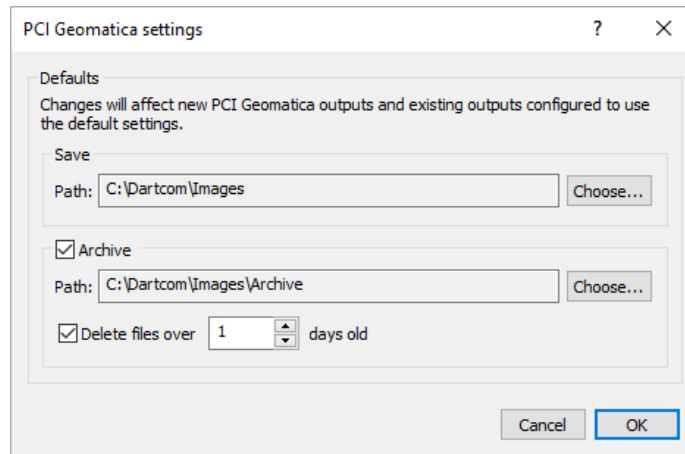 PCI Geomatica settings ?
Defaults
Changes will affect new PCI Geomatica outputs and existing outputs configured to use
the default settings.
Save
Path: C:\Dartcom\Images Choose...
Archive
Path: C:\Dartcom\Images\Archive Choose...
Delete files over 1 days old
Cancel OK